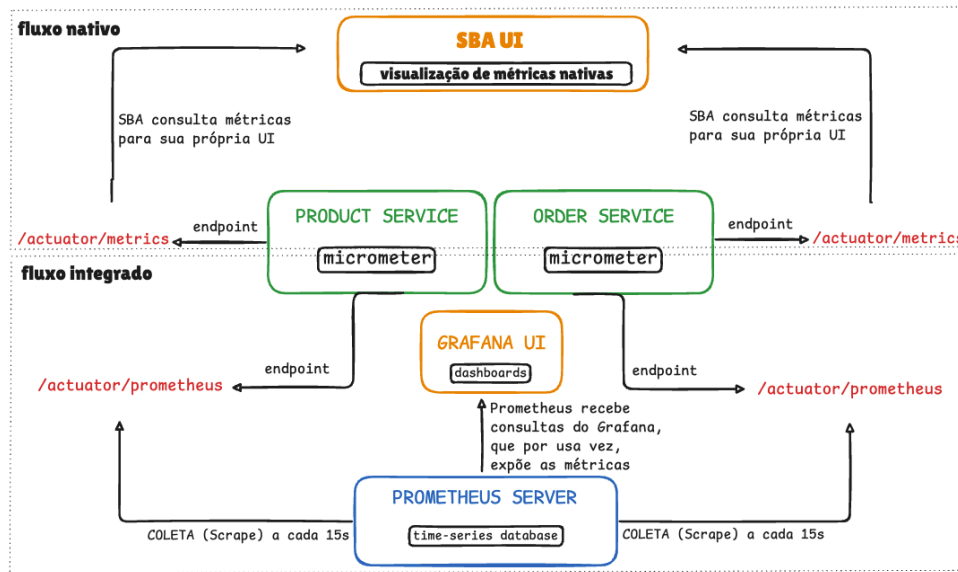 fluxo nativo
SBA UI
visualização de métricas nativas
SBA consulta métricas
para sua própria UI
SBA consulta métricas
para sua própria UI
PRODUCT SERVICE
ORDER SERVICE
endpoint
endpoint
/actuator/metrics
/actuator/metrics
micrometer
micrometer
fluxo integrado
GRAFANA UI
dashboards
endpoint
endpoint
/actuator/prometheus
/actuator/prometheus
Prometheus recebe
consultas do Grafana,
que por usa vez,
expõe as métricas
PROMETHEUS SERVER
time-series database
COLETA (Scrape) a cada 15s
COLETA (Scrape) a cada 15s